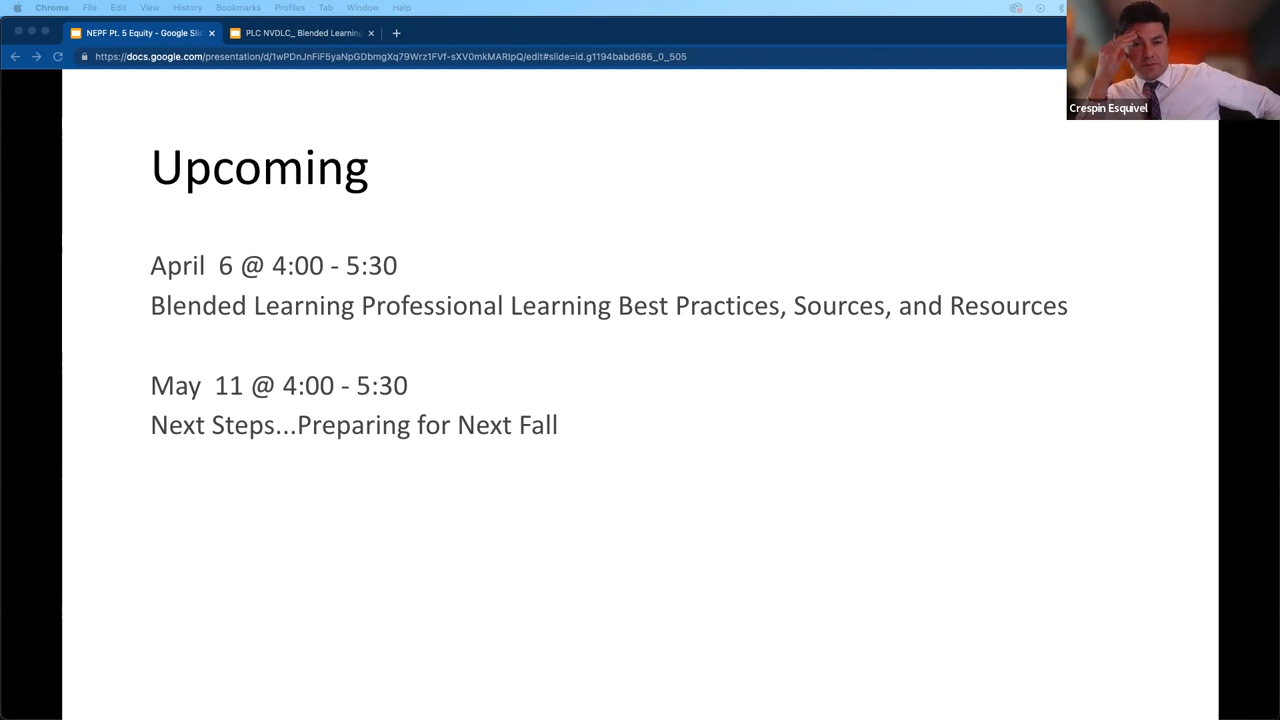 Chrome File Edit View History Bookmarks Profiles Tab Window Help
NEPF Pt. 5 Equity - Google Sli
PLC NVDLC_ Blended Learning
https://docs.google.com/presentation/d/1wPDnJnFiF5yaNpGDbmgXq79Wrz1FVf-sXV0mkMARIpQ/edit#slide=id.g1194babd686_0_505
Crespin Esquivel
Upcoming
April 6 @ 4:00 - 5:30
Blended Learning Professional Learning Best Practices, Sources, and Resources
May 11 @ 4:00 - 5:30
Next Steps...Preparing for Next Fall